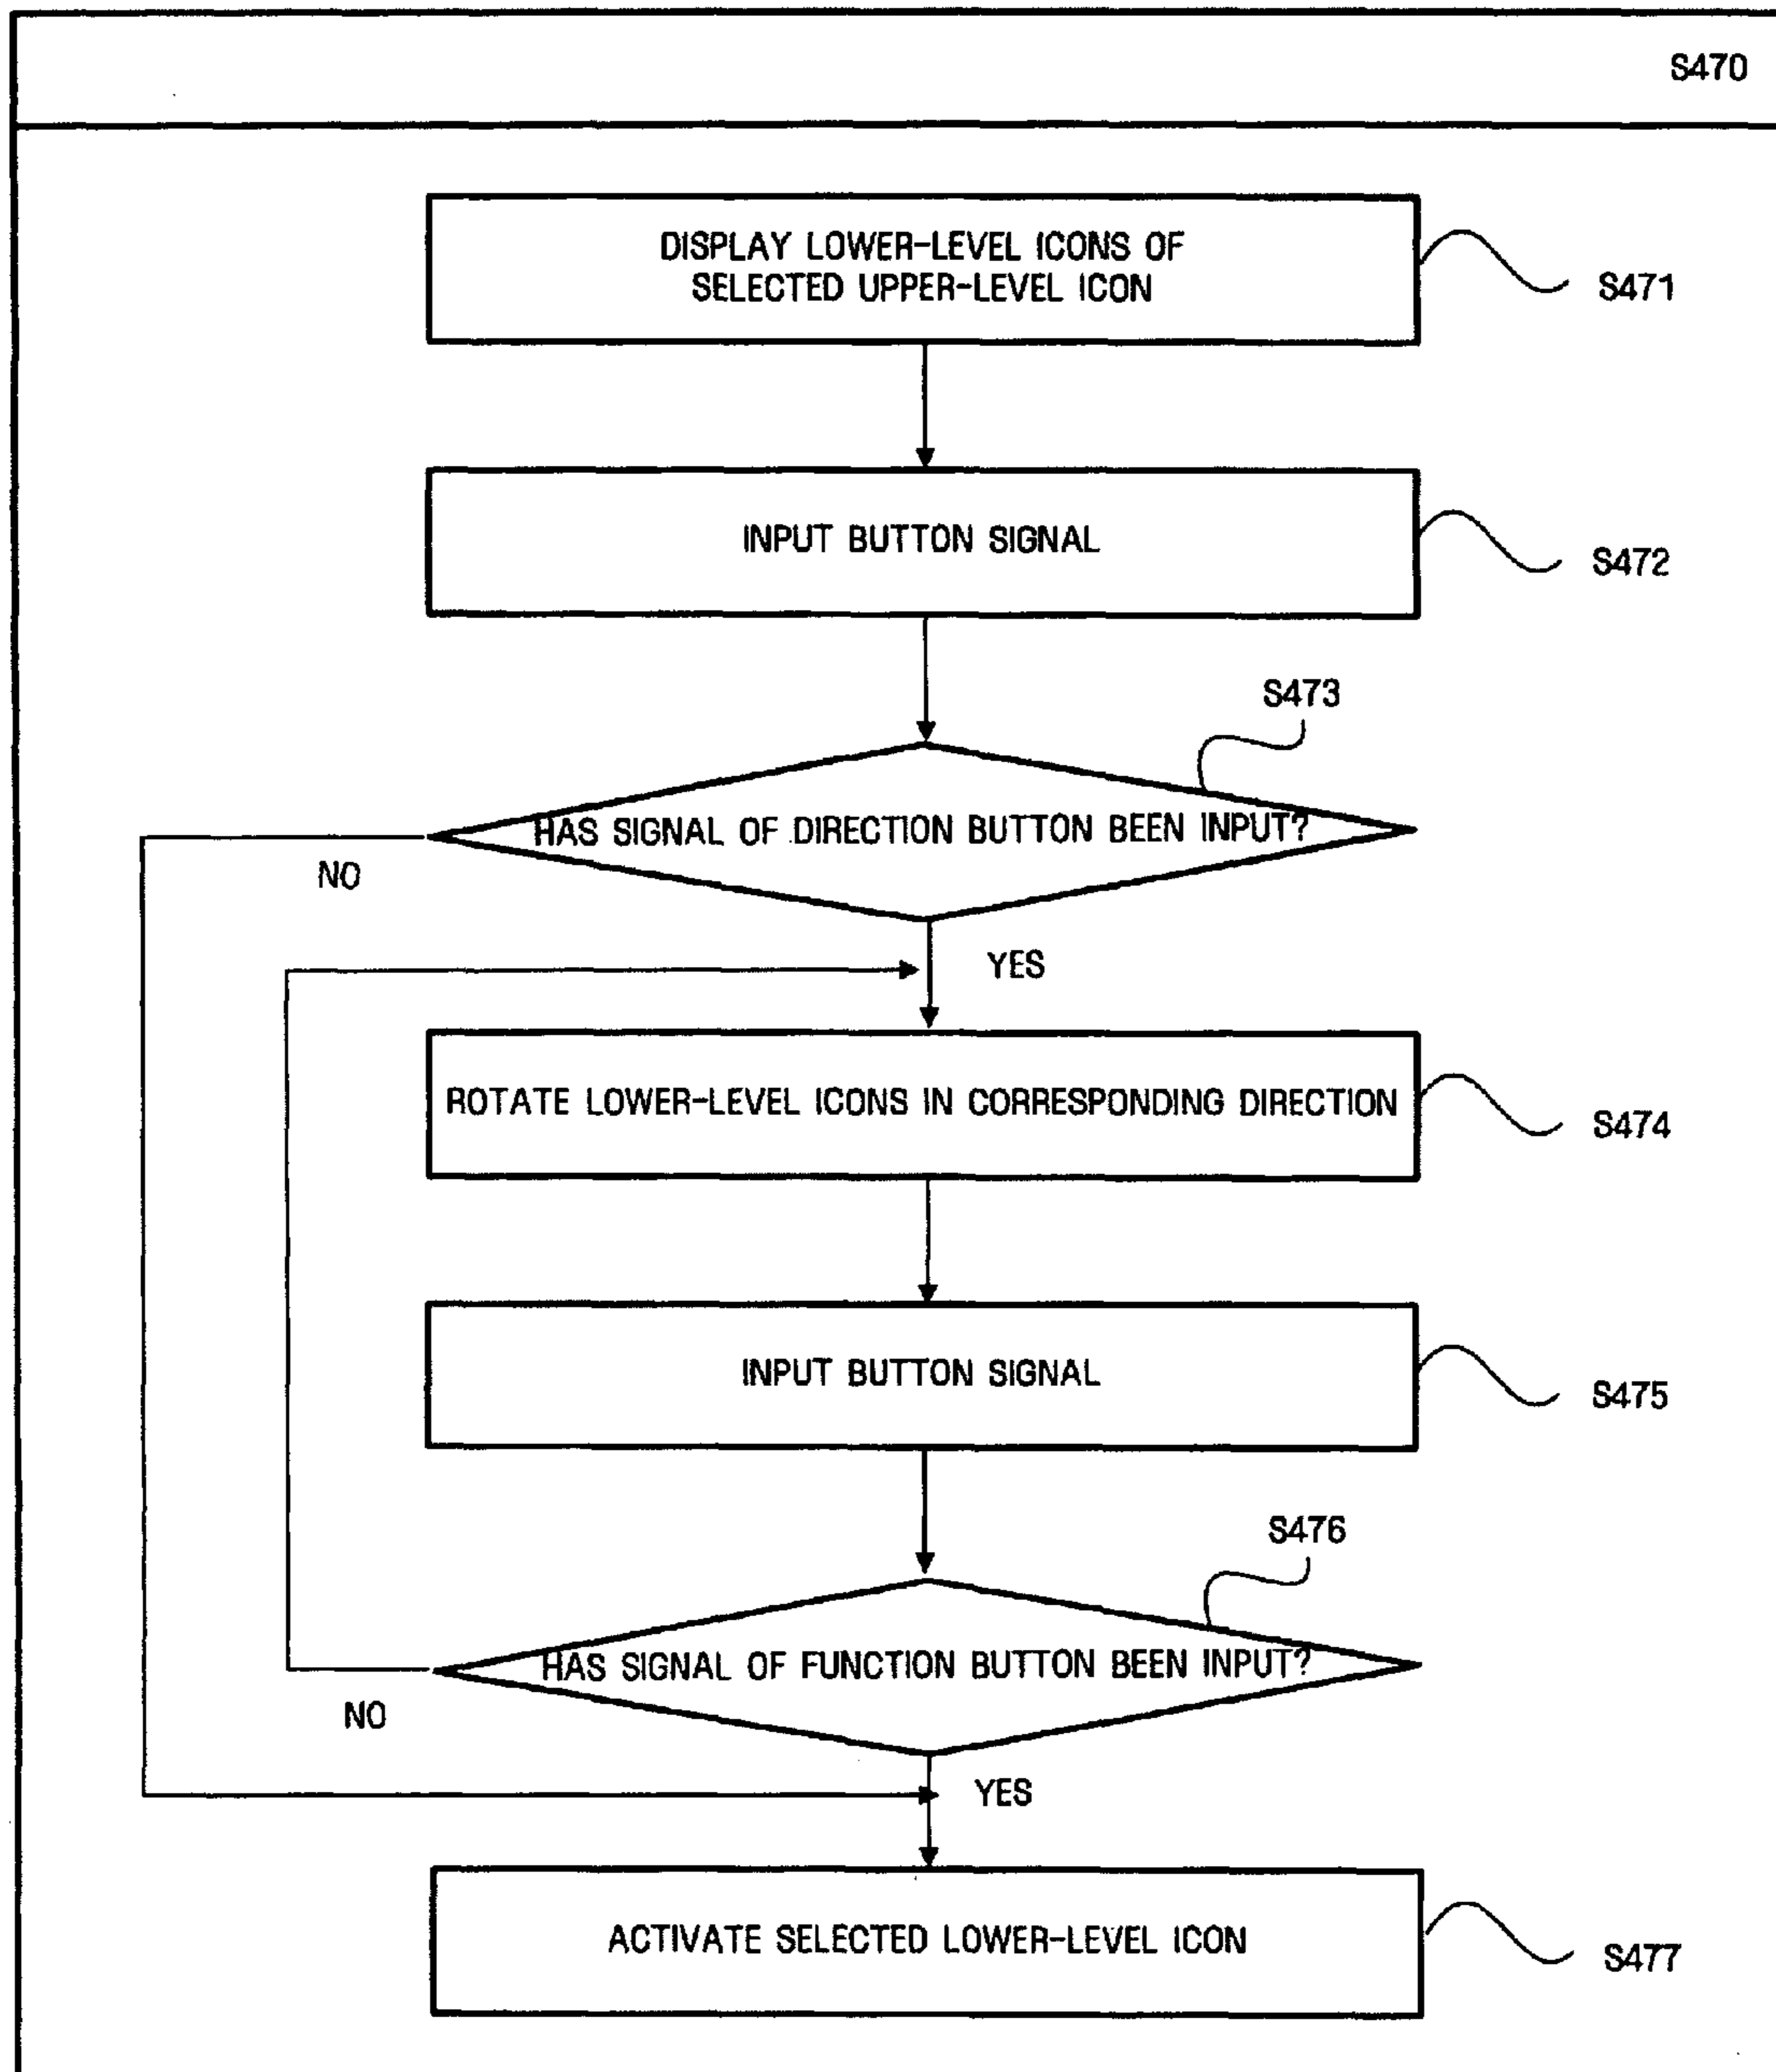 S470
DISPLAY LOWER-LEVEL ICONS OF
SELECTED UPPER-LEVEL ICON
S471
INPUT BUTTON SIGNAL
S472
S473
HAS SIGNAL OF DIRECTION BUTTON BEEN INPUT?
NO
YES
ROTATE LOWER-LEVEL ICONS IN CORRESPONDING DIRECTION
S474
INPUT BUTTON SIGNAL
S475
S476
HAS SIGNAL OF FUNCTION BUTTON BEEN INPUT?
NO
YES
ACTIVATE SELECTED LOWER-LEVEL ICON
S477